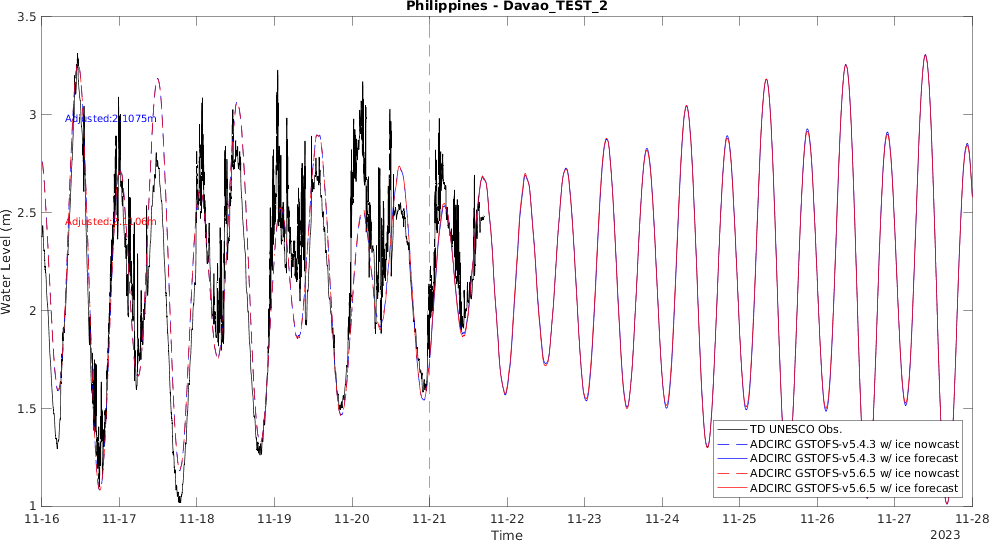 Philippines - Davao_TEST_2
3.5
3
2.5
2
1.5
1
Water Level (m)
Adjusted:2.1075m
11-16
11-17
11-18
11-19
11-20
11-21
11-22
11-23
11-24
11-25
11-26
11-27
11-28
Time
2023
TD UNESCO Obs.
ADCIRC GSTOFS-v5.4.3 w/ ice nowcast
ADCIRC GSTOFS-v5.4.3 w/ ice forecast
ADCIRC GSTOFS-v5.6.5 w/ ice nowcast
ADCIRC GSTOFS-v5.6.5 w/ ice forecast